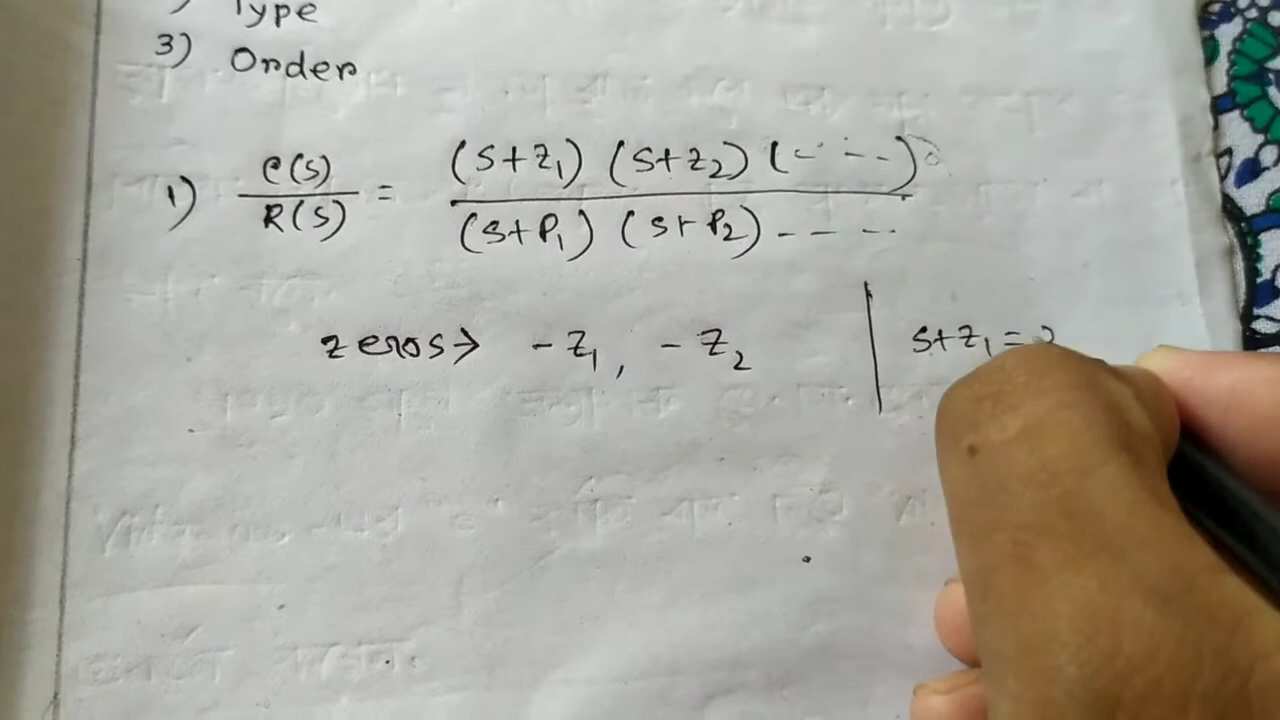 Type
3) Order
1) C(s)/R(s) = (s+z₁) (s+z₂) (-----)/(s+P₁) (s+P₂) -----
zeros → -z₁, -z₂
s+z₁ =